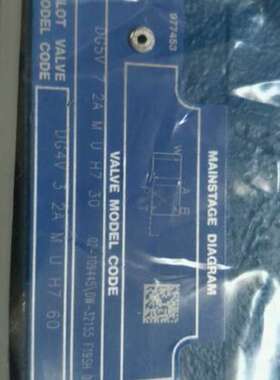 977453
MAINSTAGE DIAGRAM
W
A B
VALVE MODEL CODE
DG5V 7 2A M U H7 30
PILOT VALVE
MODEL CODE
DG4V 3 2A M U H7 60